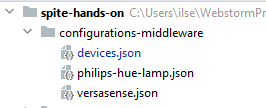 spite-hands-on C:\Users\ilse\WebstormPr
configurations-middleware
devices.json
philips-hue-lamp.json
versasense.json